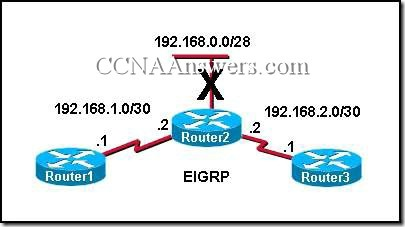 192.168.0.0/28
CCNAAnswers.com
X
192.168.1.0/30
192.168.2.0/30
.1
.2
.2
.1
Router2
Router1
EIGRP
Router3